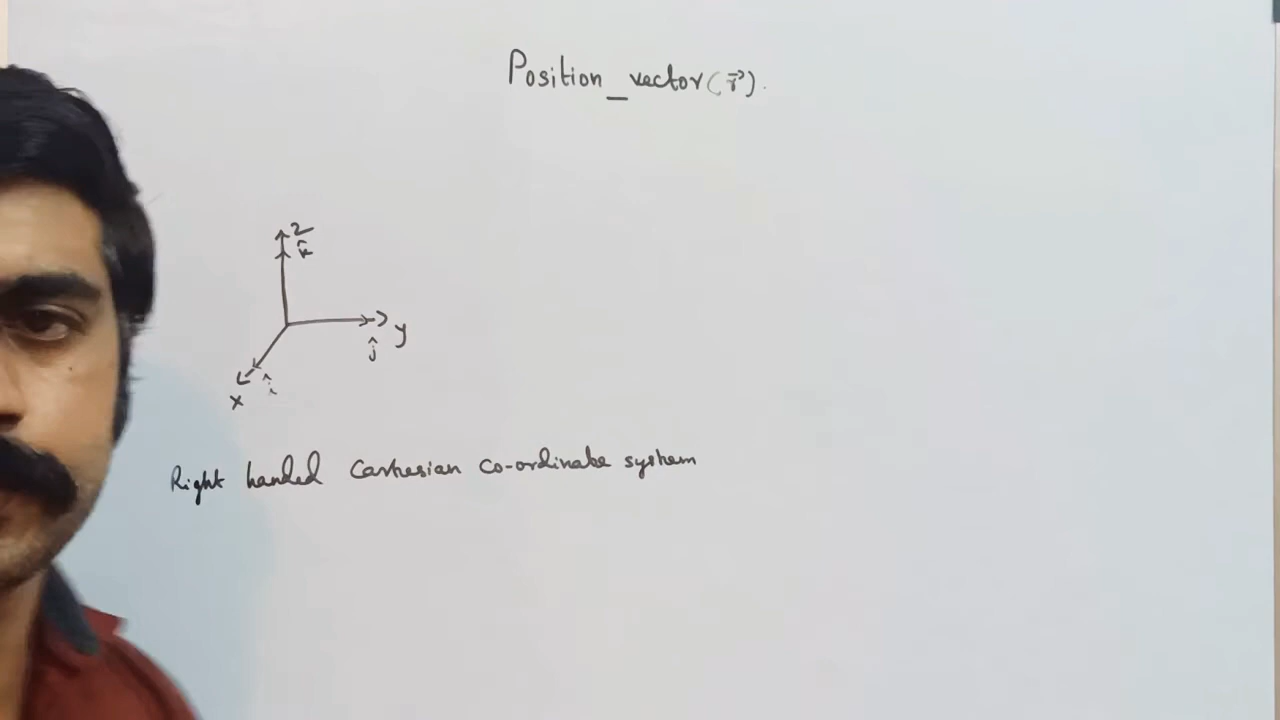 Position_vector (r⃗).
z
k̂
y
ĵ
î
x
Right handed Cartesian co-ordinate system